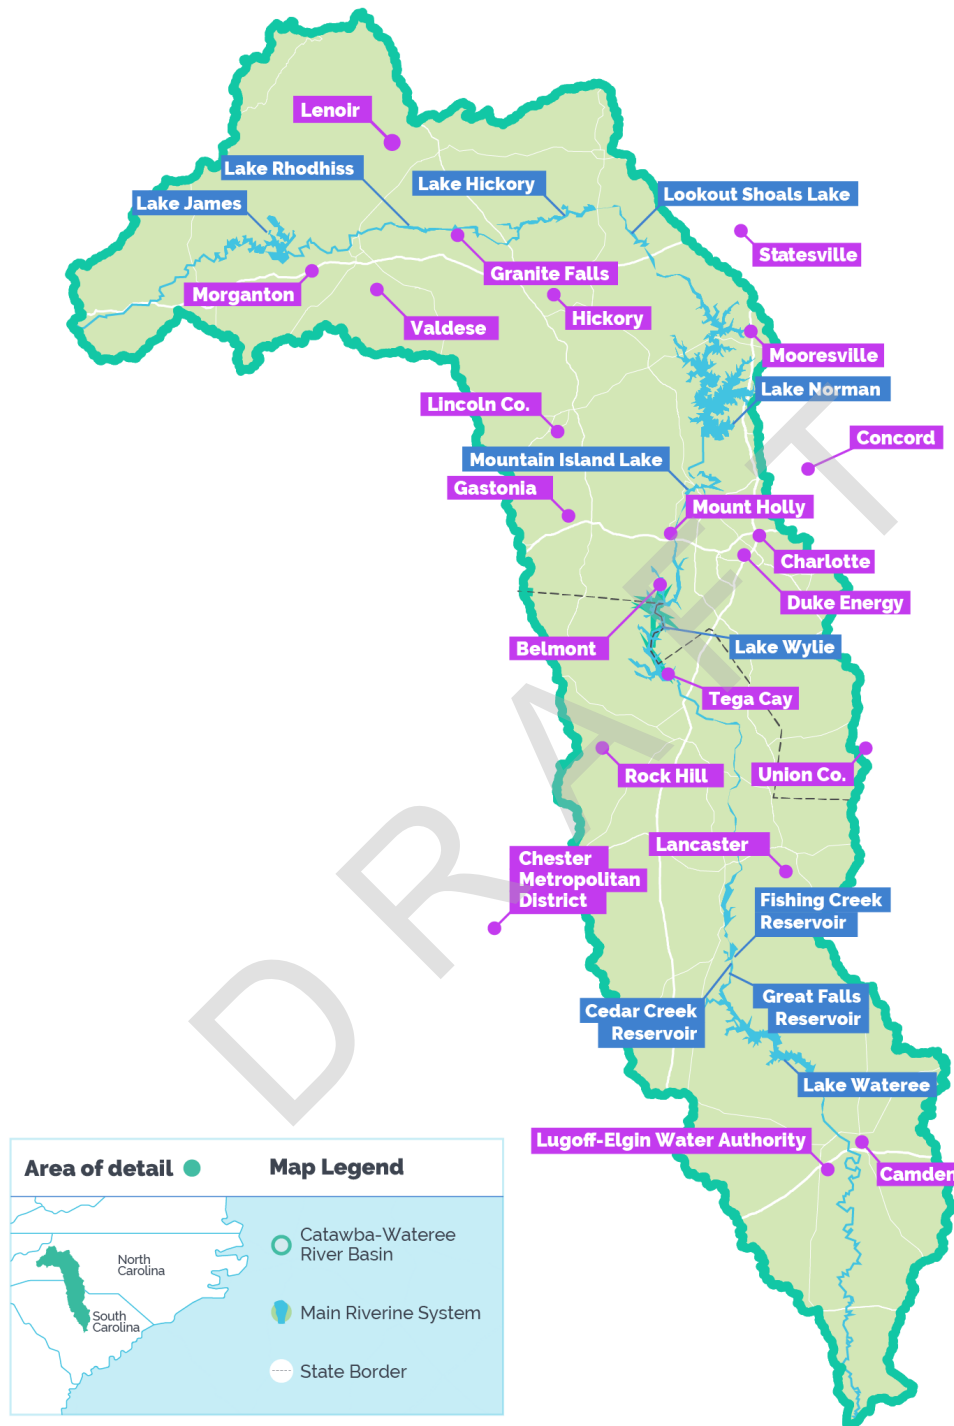 Lenoir
Lake Rhodhiss
Lake Hickory
Lookout Shoals Lake
Lake James
Statesville
Granite Falls
Morganton
Hickory
Valdese
Mooresville
Lake Norman
Lincoln Co.
Concord
Mountain Island Lake
Gastonia
Mount Holly
Charlotte
Duke Energy
Belmont
Lake Wylie
Tega Cay
Rock Hill
Union Co.
Lancaster
Chester
Metropolitan
District
Fishing Creek
Reservoir
Great Falls
Reservoir
Cedar Creek
Reservoir
Lake Wateree
Lugoff-Elgin Water Authority
Camden
DRAFT
Area of detail
Map Legend
Catawba-Wateree
River Basin
North
Carolina
South
Carolina
Main Riverine System
State Border